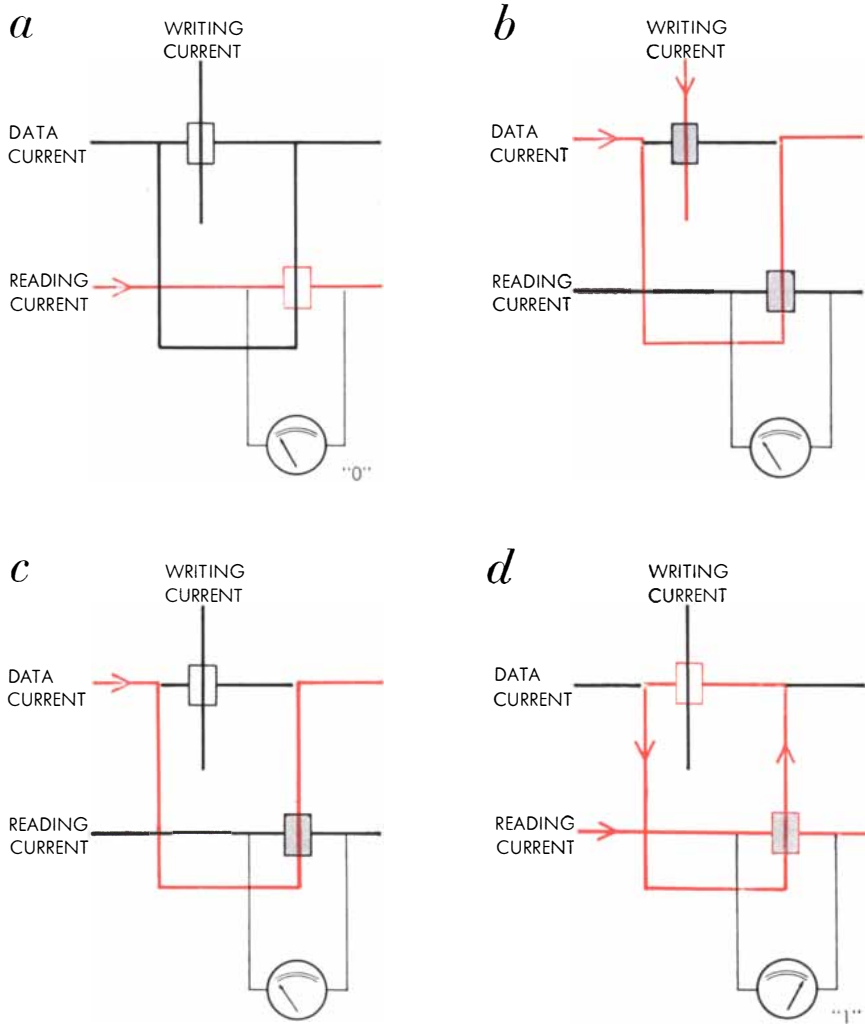 a
WRITING
CURRENT
DATA
CURRENT
READING
CURRENT
"0"
b
WRITING
CURRENT
DATA
CURRENT
READING
CURRENT
c
WRITING
CURRENT
DATA
CURRENT
READING
CURRENT
d
WRITING
CURRENT
DATA
CURRENT
READING
CURRENT
"1"